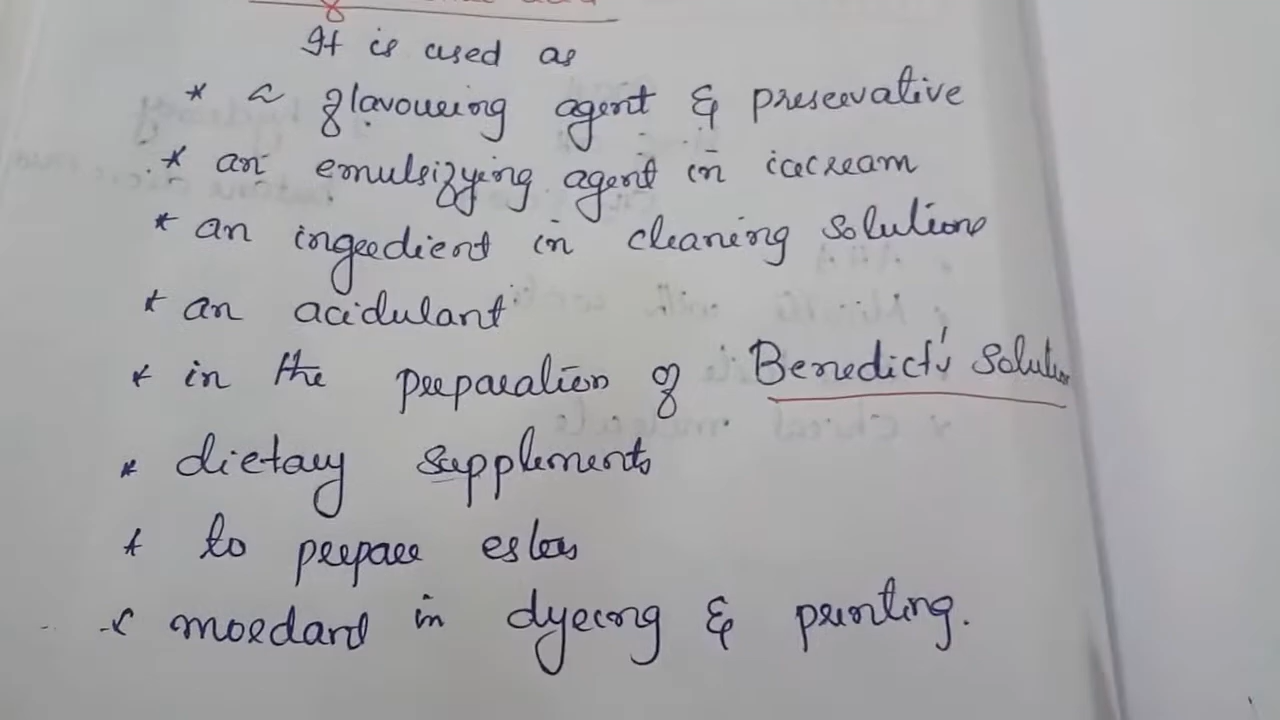 It is used as
* a flavouring agent & preservative
* an emulsifying agent in icecream
* an ingredient in cleaning solutions
* an acidulant
* in the preparation of Benedict's solution
* dietary supplements
* to prepare esters
* mordant in dyeing & printing.